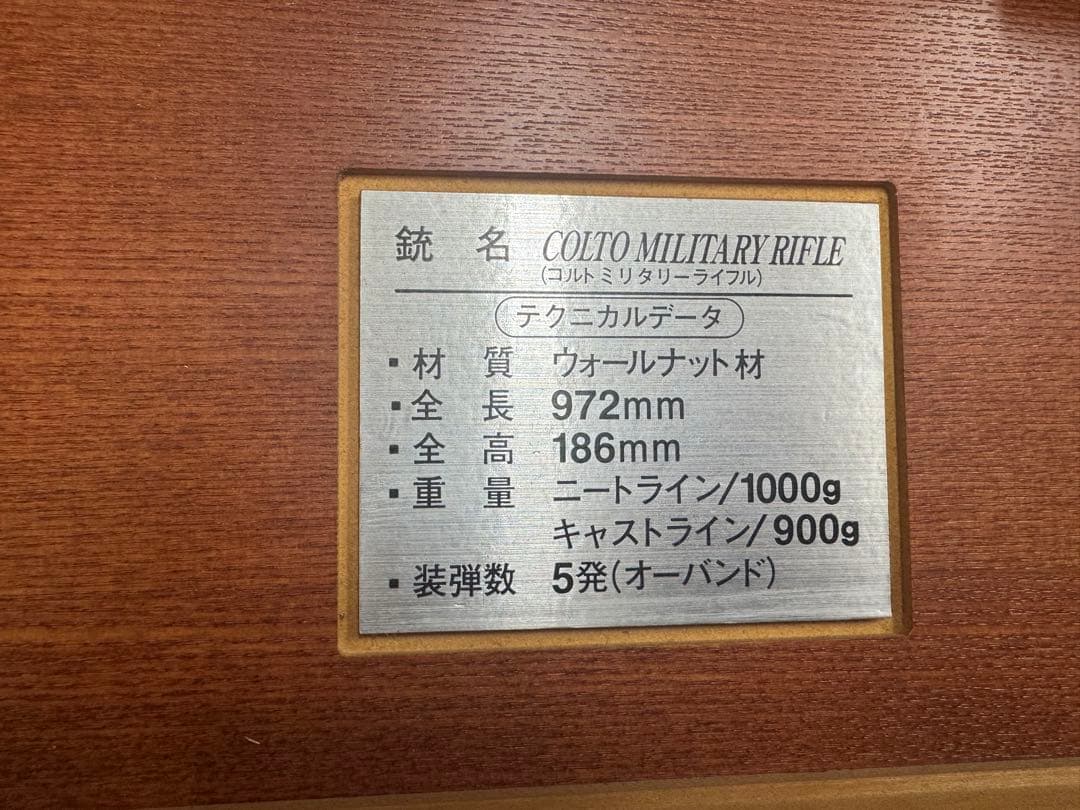 銃 名 COLTO MILITARY RIFLE
(コルトミリタリーライフル)
テクニカルデータ
▪材 質 ウォールナット材
▪全 長 972mm
▪全 高 186mm
▪重 量 ニートライン/1000g
キャストライン/900g
▪装弾数 5発(オーバンド)